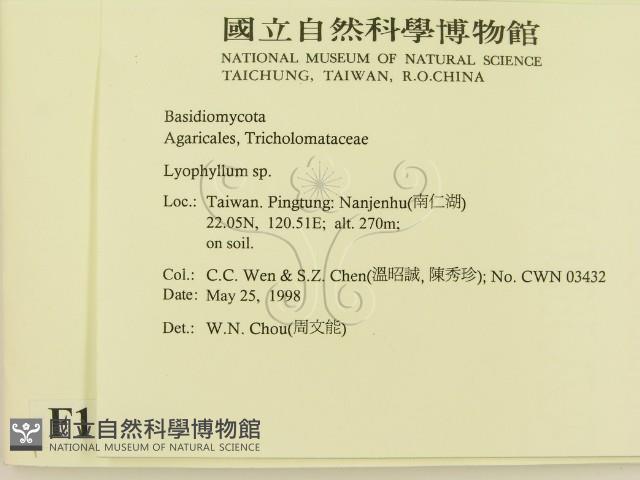 國立自然科學博物館
NATIONAL MUSEUM OF NATURAL SCIENCE
TAICHUNG, TAIWAN, R.O.CHINA
Basidiomycota
Agaricales, Tricholomataceae
Lyophyllum sp.
Loc.: Taiwan. Pingtung: Nanjenhu(南仁湖)
22.05N, 120.51E; alt. 270m;
on soil.
Col.: C.C. Wen & S.Z. Chen(溫昭誠, 陳秀珍); No. CWN 03432
Date: May 25, 1998
Det.: W.N. Chou(周文能)
F1
國立自然科學博物館
NATIONAL MUSEUM OF NATURAL SCIENCE